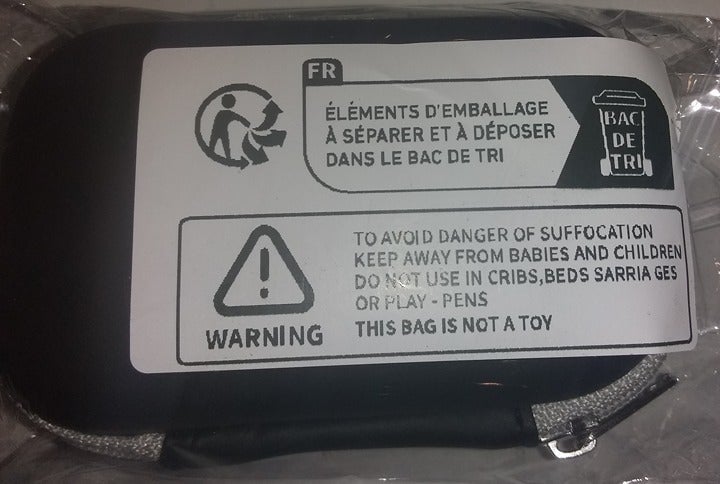 FR
ÉLÉMENTS D'EMBALLAGE
À SÉPARER ET À DÉPOSER
DANS LE BAC DE TRI
BAC
DE
TRI
WARNING
TO AVOID DANGER OF SUFFOCATION
KEEP AWAY FROM BABIES AND CHILDREN
DO NOT USE IN CRIBS,BEDS SARRIA GES
OR PLAY - PENS
THIS BAG IS NOT A TOY